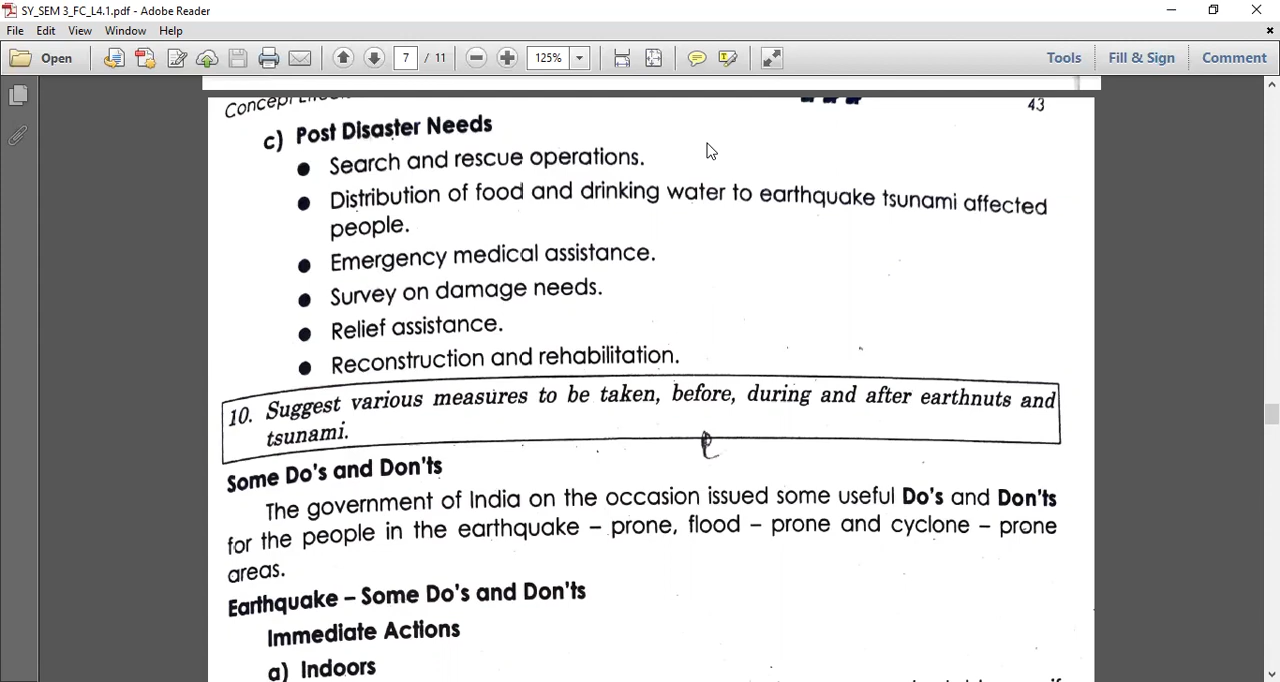 SY_SEM 3_FC_L4.1.pdf - Adobe Reader
File Edit View Window Help
Open 7 / 11 125% Tools Fill & Sign Comment
43
c) Post Disaster Needs
● Search and rescue operations.
● Distribution of food and drinking water to earthquake tsunami affected
people.
● Emergency medical assistance.
● Survey on damage needs.
● Relief assistance.
● Reconstruction and rehabilitation.
10. Suggest various measures to be taken, before, during and after earthnuts and
tsunami.
Some Do's and Don'ts
The government of India on the occasion issued some useful Do's and Don'ts
for the people in the earthquake – prone, flood – prone and cyclone – prone
areas.
Earthquake – Some Do's and Don'ts
Immediate Actions
a) Indoors